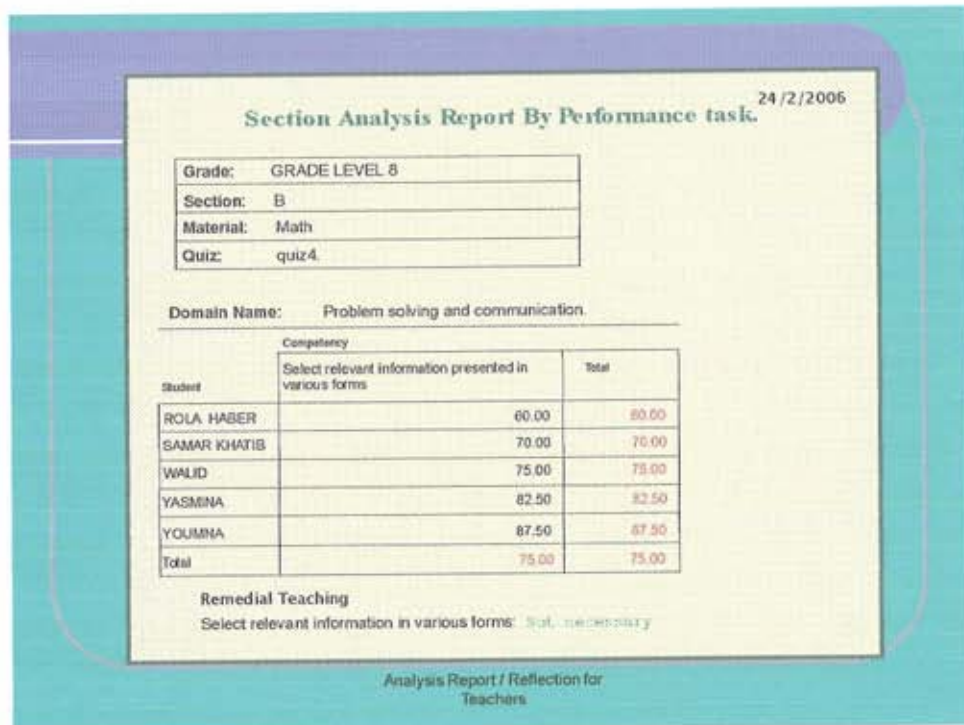 24/2/2006
Section Analysis Report By Performance task.
Grade: GRADE LEVEL 8
Section: B
Material: Math
Quiz: quiz4.
Domain Name: Problem solving and communication.
Competency
Student Select relevant information presented in various forms Total
ROLA HABER 60.00 60.00
SAMAR KHATIB 70.00 70.00
WALID 75.00 75.00
YASMINA 82.50 82.50
YOUMNA 87.50 87.50
Total 75.00 75.00
Remedial Teaching
Select relevant information in various forms: Not necessary
Analysis Report / Reflection for
Teachers